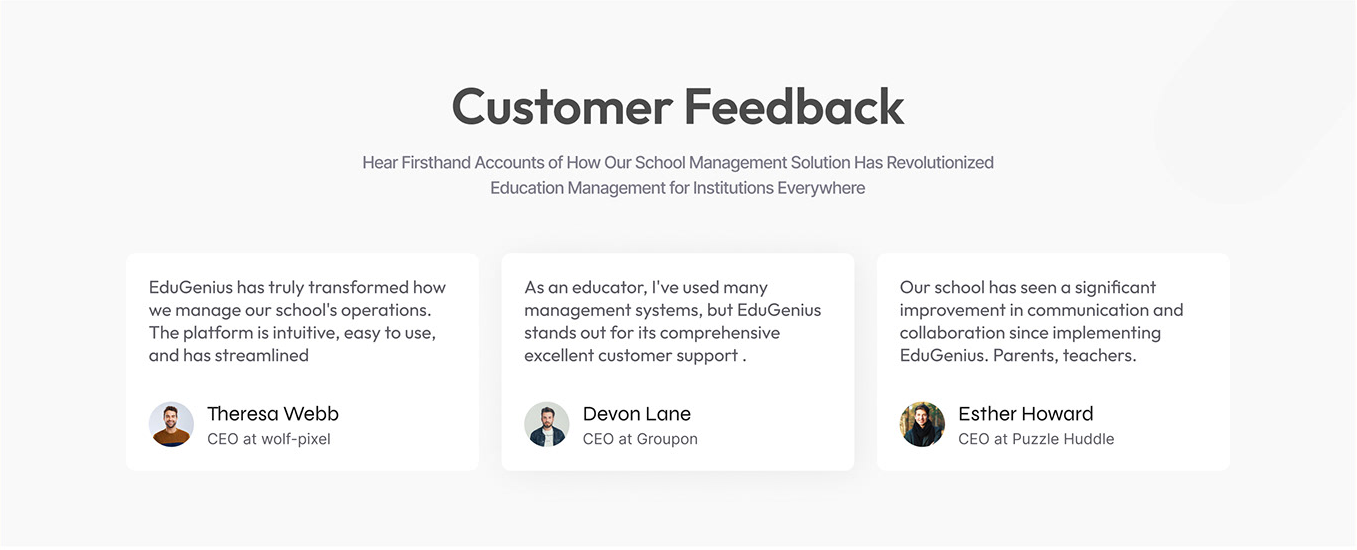 Customer Feedback
Hear Firsthand Accounts of How Our School Management Solution Has Revolutionized
Education Management for Institutions Everywhere
EduGenius has truly transformed how
we manage our school's operations.
The platform is intuitive, easy to use,
and has streamlined
Theresa Webb
CEO at wolf-pixel
As an educator, I've used many
management systems, but EduGenius
stands out for its comprehensive
excellent customer support .
Devon Lane
CEO at Groupon
Our school has seen a significant
improvement in communication and
collaboration since implementing
EduGenius. Parents, teachers.
Esther Howard
CEO at Puzzle Huddle